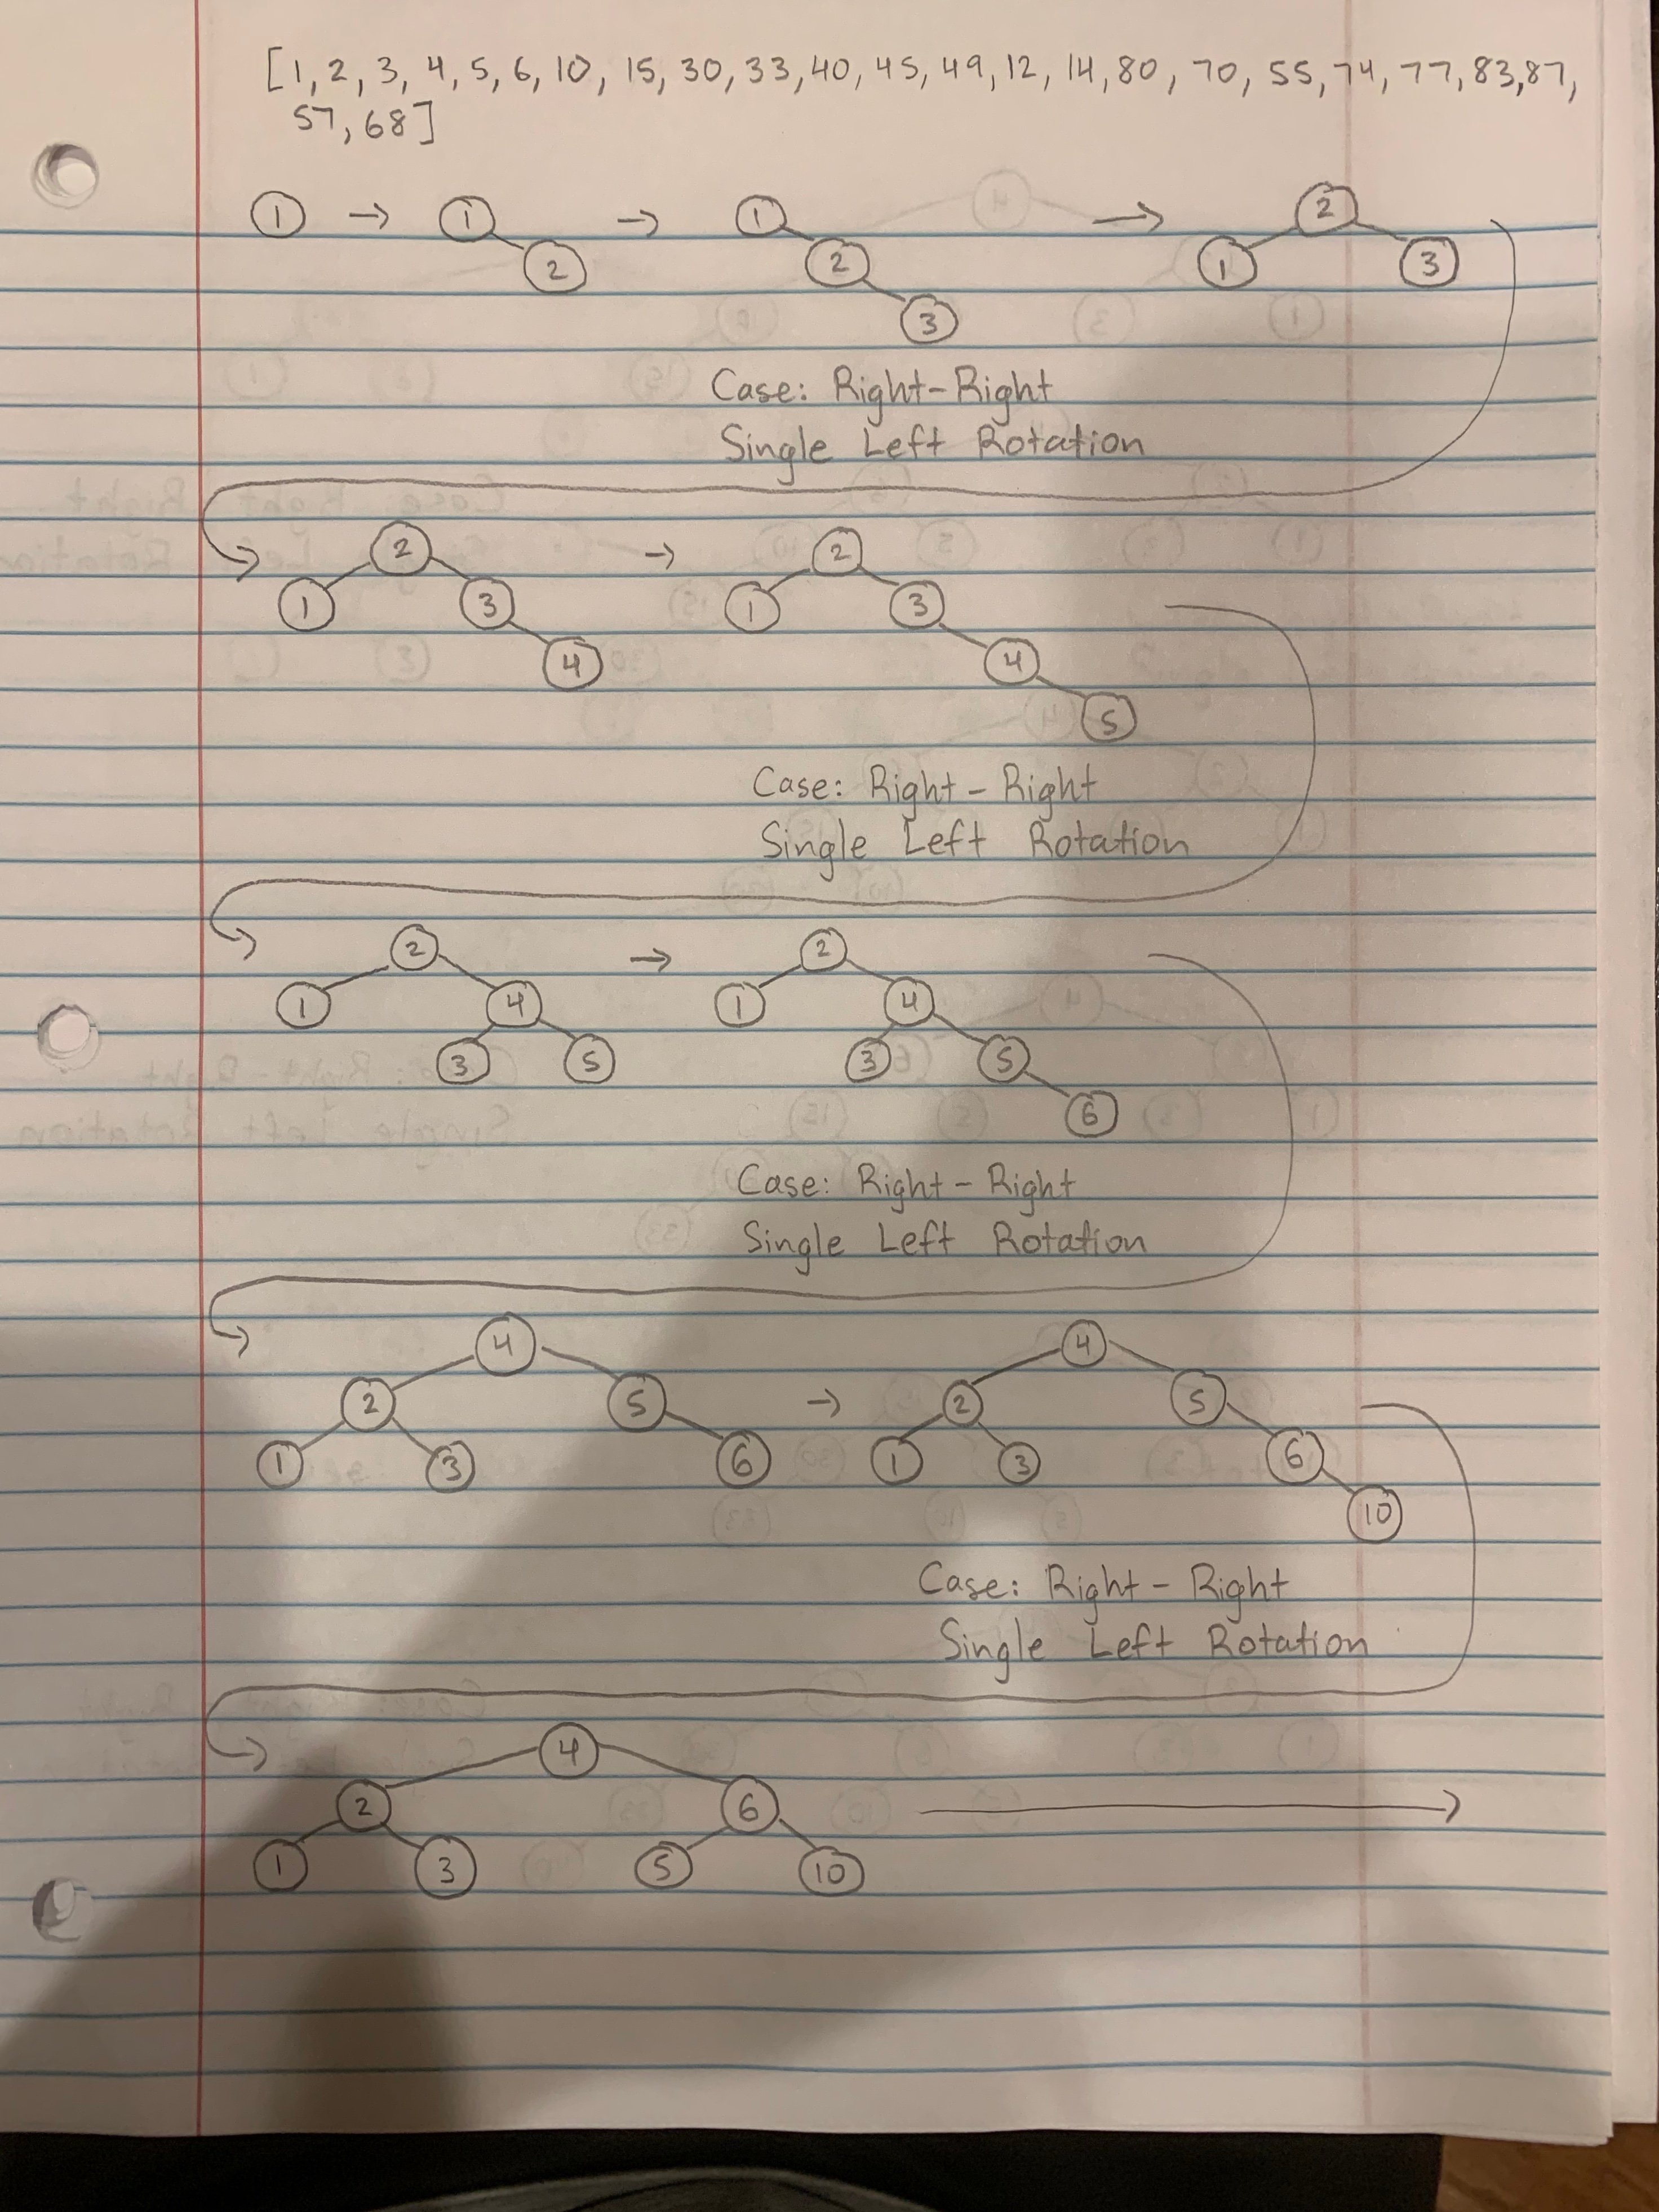 [1, 2, 3, 4, 5, 6, 10, 15, 30, 33, 40, 45, 49, 12, 14, 80, 70, 55, 74, 77, 83, 87,
57, 68]
1 → 1 → 1 → 2
2 2 1 3
3
Case: Right-Right
Single Left Rotation
2 → 2
1 3 1 3
4 4
5
Case: Right - Right
Single Left Rotation
2 → 2
1 4 1 4
3 5 3 5
6
Case: Right - Right
Single Left Rotation
4 4
2 5 → 2 5
1 3 6 1 3 6
10
Case: Right - Right
Single Left Rotation
4
2 6 →
1 3 5 10